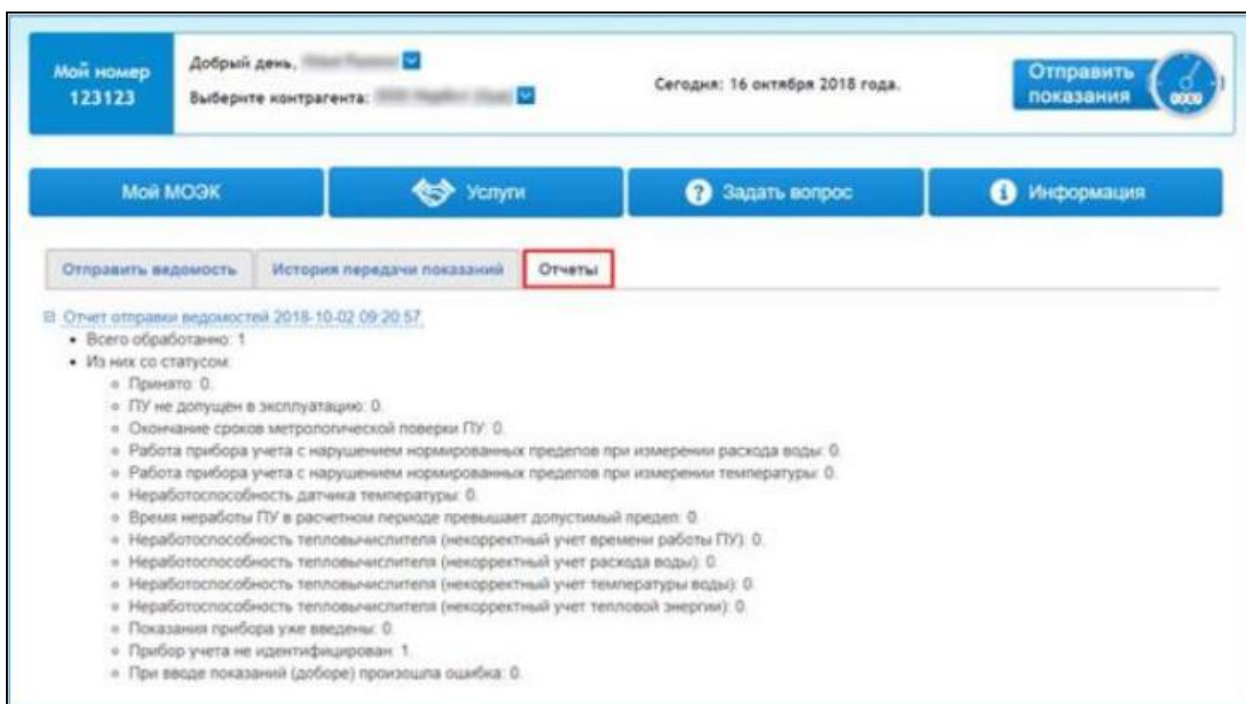 Мой номер
123123
Добрый день,
Выберите контрагента:
Сегодня: 16 октября 2018 года.
Отправить
показания
Мой МОЭК
Услуги
Задать вопрос
Информация
Отправить ведомость
История передачи показаний
Отчеты
Отчет отправки ведомостей 2018-10-02 09:20:57.
Всего обработанно: 1
Из них со статусом:
Принято: 0.
ПУ не допущен в эксплуатацию: 0.
Окончание сроков метрологической поверки ПУ: 0.
Работа прибора учета с нарушением нормированных пределов при измерении расхода воды: 0.
Работа прибора учета с нарушением нормированных пределов при измерении температуры: 0.
Неработоспособность датчика температуры: 0.
Время неработы ПУ в расчетном периоде превышает допустимый предел: 0.
Неработоспособность тепловычислителя (некорректный учет времени работы ПУ): 0.
Неработоспособность тепловычислителя (некорректный учет расхода воды): 0.
Неработоспособность тепловычислителя (некорректный учет температуры воды): 0.
Неработоспособность тепловычислителя (некорректный учет тепловой энергии): 0.
Показания прибора уже введены: 0.
Прибор учета не идентифицирован: 1.
При вводе показаний (доборе) произошла ошибка: 0.